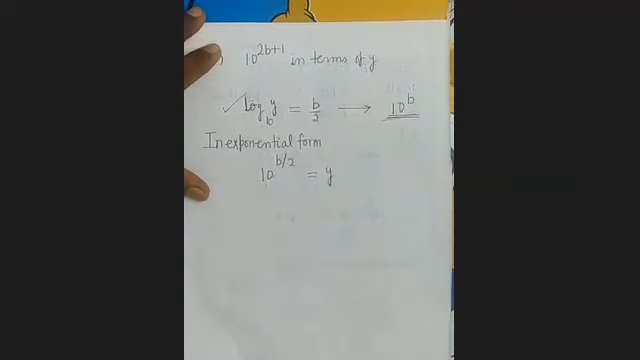 ) 10^{2b+1} in terms of y
✓ log_b y = b/2 → 10^b
In exponential form
10^{b/2} = y